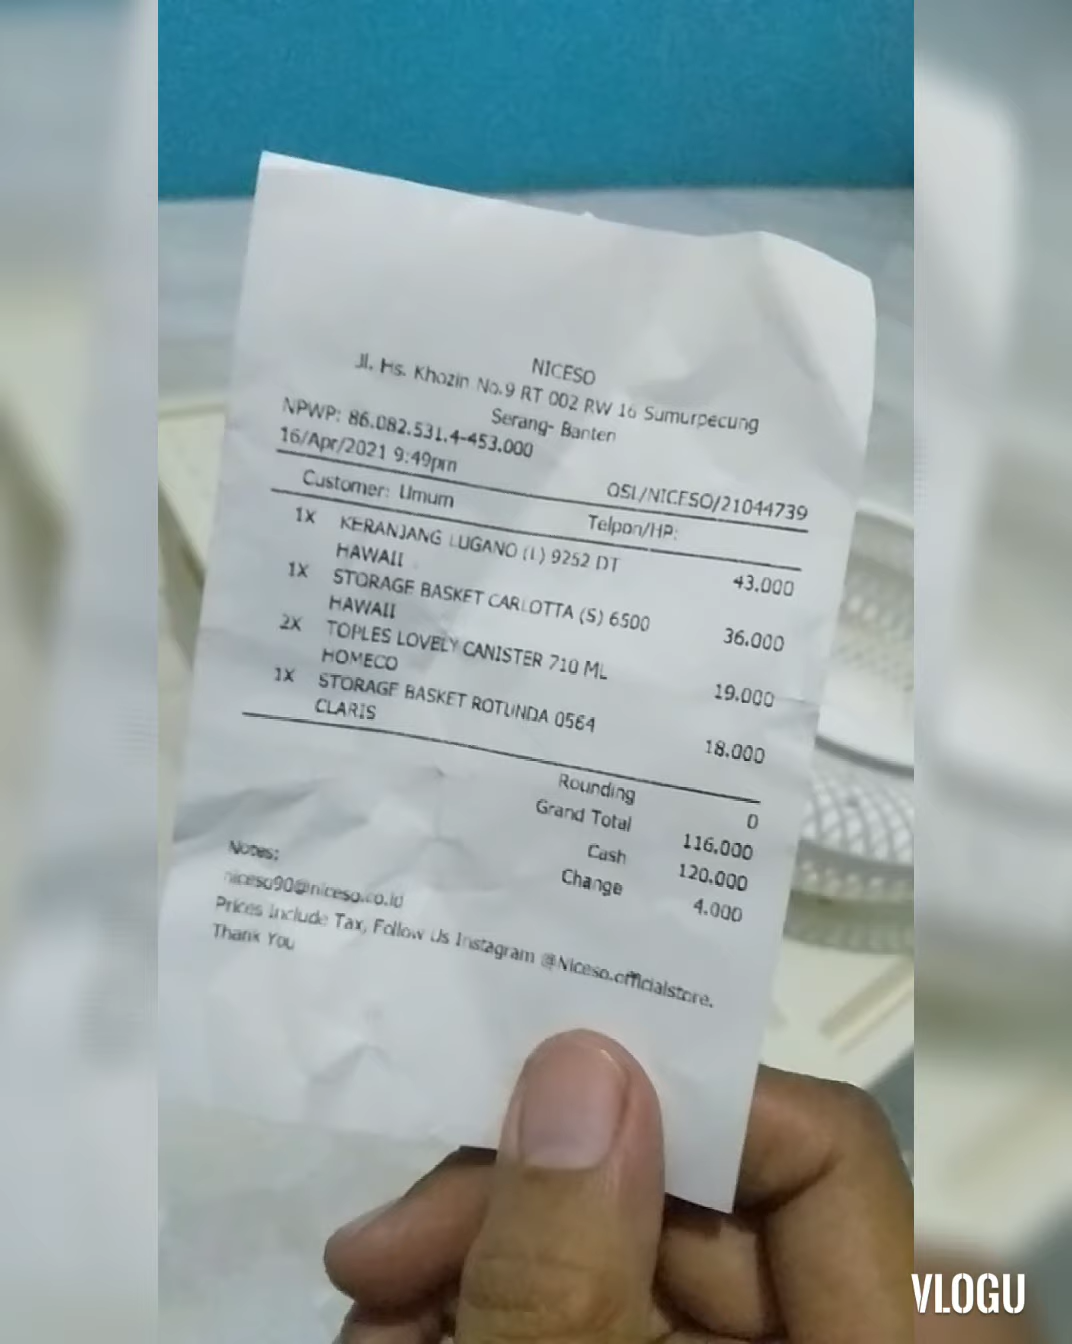 NICESO
Jl. Hs. Khozin No.9 RT 002 RW 16 Sumurpecung
Serang- Banten
NPWP: 86.082.531.4-453.000
16/Apr/2021 9:49pm OSL/NICESO/21044739
Customer: Umum Telpon/HP:
1X KERANJANG LUGANO (L) 9252 DT 43.000
HAWAII
1X STORAGE BASKET CARLOTTA (S) 6500 36.000
HAWAII
2X TOPLES LOVELY CANISTER 710 ML 19.000
HOMECO
1X STORAGE BASKET ROTUNDA 0564 18.000
CLARIS
Rounding 0
Grand Total 116.000
Cash 120.000
Change 4.000
Notes:
niceso90@niceso.co.id
Prices Include Tax, Follow Us Instagram @Niceso.officialstore.
Thank You
VLOGU